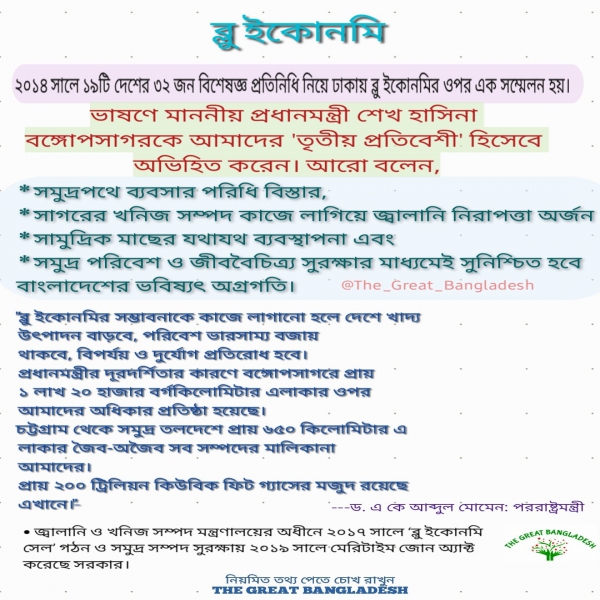 ব্লু ইকোনমি
২০১৪ সালে ১৯টি দেশের ৩২ জন বিশেষজ্ঞ প্রতিনিধি নিয়ে ঢাকায় ব্লু ইকোনমির ওপর এক সম্মেলন হয়।
ভাষণে মাননীয় প্রধানমন্ত্রী শেখ হাসিনা
বঙ্গোপসাগরকে আমাদের 'তৃতীয় প্রতিবেশী' হিসেবে
অভিহিত করেন। আরো বলেন,
*সমুদ্রপথে ব্যবসার পরিধি বিস্তার,
*সাগরের খনিজ সম্পদ কাজে লাগিয়ে জ্বালানি নিরাপত্তা অর্জন
*সামুদ্রিক মাছের যথাযথ ব্যবস্থাপনা এবং
*সমুদ্র পরিবেশ ও জীববৈচিত্র্য সুরক্ষার মাধ্যমেই সুনিশ্চিত হবে
বাংলাদেশের ভবিষ্যৎ অগ্রগতি।
@The_Great_Bangladesh
"ব্লু ইকোনমির সম্ভাবনাকে কাজে লাগানো হলে দেশে খাদ্য
উৎপাদন বাড়বে, পরিবেশ ভারসাম্য বজায়
থাকবে, বিপর্যয় ও দুর্যোগ প্রতিরোধ হবে।
প্রধানমন্ত্রীর দূরদর্শিতার কারণে বঙ্গোপসাগরে প্রায়
১ লাখ ২০ হাজার বর্গকিলোমিটার এলাকার ওপর
আমাদের অধিকার প্রতিষ্ঠা হয়েছে।
চট্টগ্রাম থেকে সমুদ্র তলদেশে প্রায় ৬৫০ কিলোমিটার এ
লাকার জৈব-অজৈব সব সম্পদের মালিকানা
আমাদের।
প্রায় ২০০ ট্রিলিয়ন কিউবিক ফিট গ্যাসের মজুদ রয়েছে
এখানে।"
---ড. এ কে আব্দুল মোমেন: পররাষ্ট্রমন্ত্রী
• জ্বালানি ও খনিজ সম্পদ মন্ত্রণালয়ের অধীনে ২০১৭ সালে 'ব্লু ইকোনমি
সেল' গঠন ও সমুদ্র সম্পদ সুরক্ষায় ২০১৯ সালে মেরিটাইম জোন অ্যাক্ট
করেছে সরকার।
THE GREAT BANGLADESH
নিয়মিত তথ্য পেতে চোখ রাখুন
THE GREAT BANGLADESH